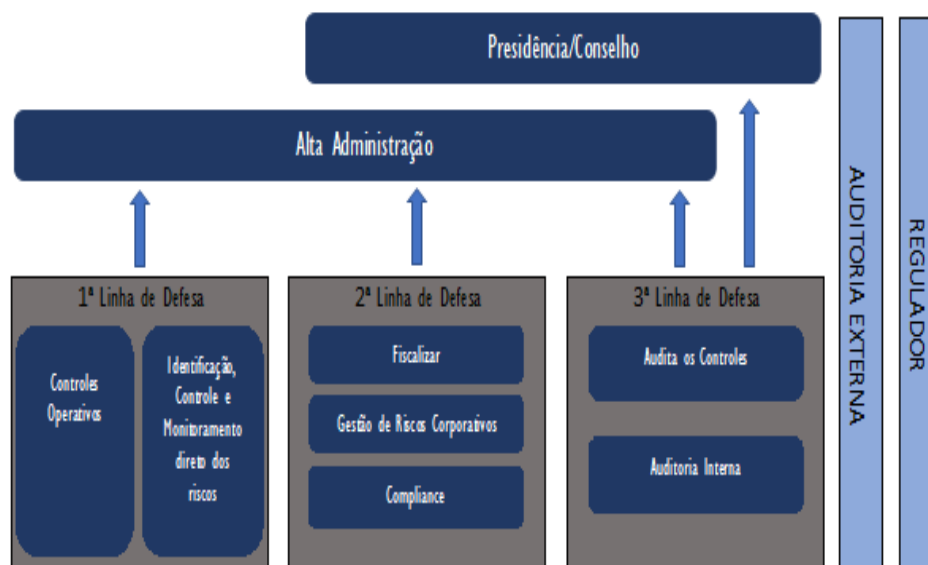 Presidência/Conselho
Alta Administração
1ª Linha de Defesa
Controles
Operativos
Identificação,
Controle e
Monitoramento
direto dos
riscos
2ª Linha de Defesa
Fiscalizar
Gestão de Riscos Corporativos
Compliance
3ª Linha de Defesa
Audita os Controles
Auditoria Interna
AUDITORIA EXTERNA
REGULADOR